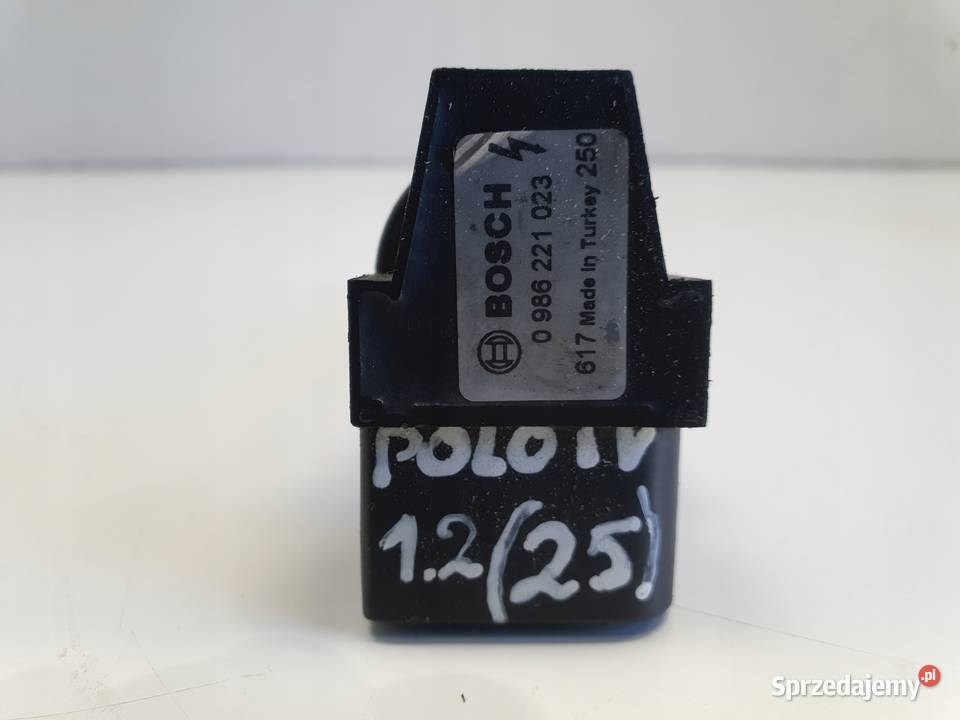 BOSCH
0 986 221 023
617 Made in Turkey 250
POLO IV
1.2 (25)
Sprzedajemy.pl